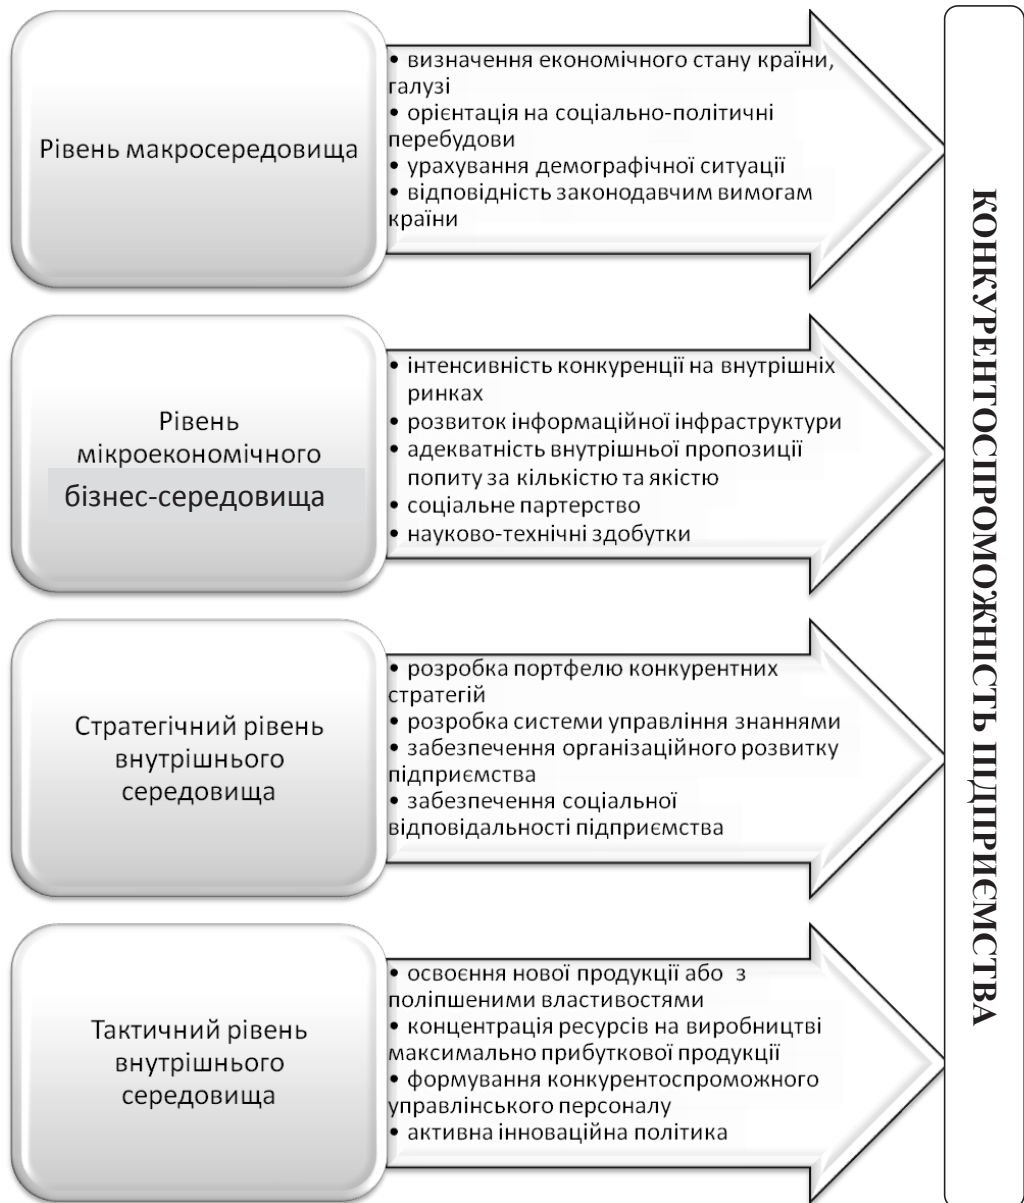 Рівень макросередовища
• визначення економічного стану країни,
галузі
• орієнтація на соціально-політичні
перебудови
• урахування демографічної ситуації
• відповідність законодавчим вимогам
країни
Рівень
мікроекономічного
бізнес-середовища
• інтенсивність конкуренції на внутрішніх
ринках
• розвиток інформаційної інфраструктури
• адекватність внутрішньої пропозиції
попиту за кількістю та якістю
• соціальне партерство
• науково-технічні здобутки
Стратегічний рівень
внутрішнього
середовища
• розробка портфелю конкурентних
стратегій
• розробка системи управління знаннями
• забезпечення організаційного розвитку
підприємства
• забезпечення соціальної
відповідальності підприємства
Тактичний рівень
внутрішнього
середовища
• освоєння нової продукції або  з
поліпшеними властивостями
• концентрація ресурсів на виробництві
максимально прибуткової продукції
• формування конкурентоспроможного
управлінського персоналу
• активна інноваційна політика
КОНКУРЕНТОСПРОМОЖНІСТЬ ПІДПРИЄМСТВА